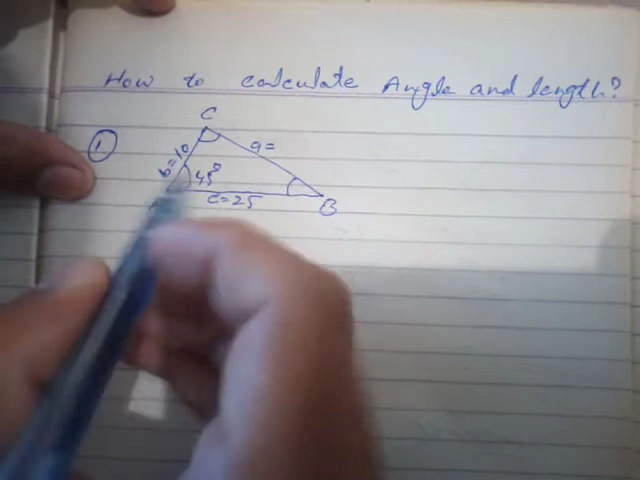 How to calculate Angle and length?
1
C
a=
b=10
45°
c=25
B